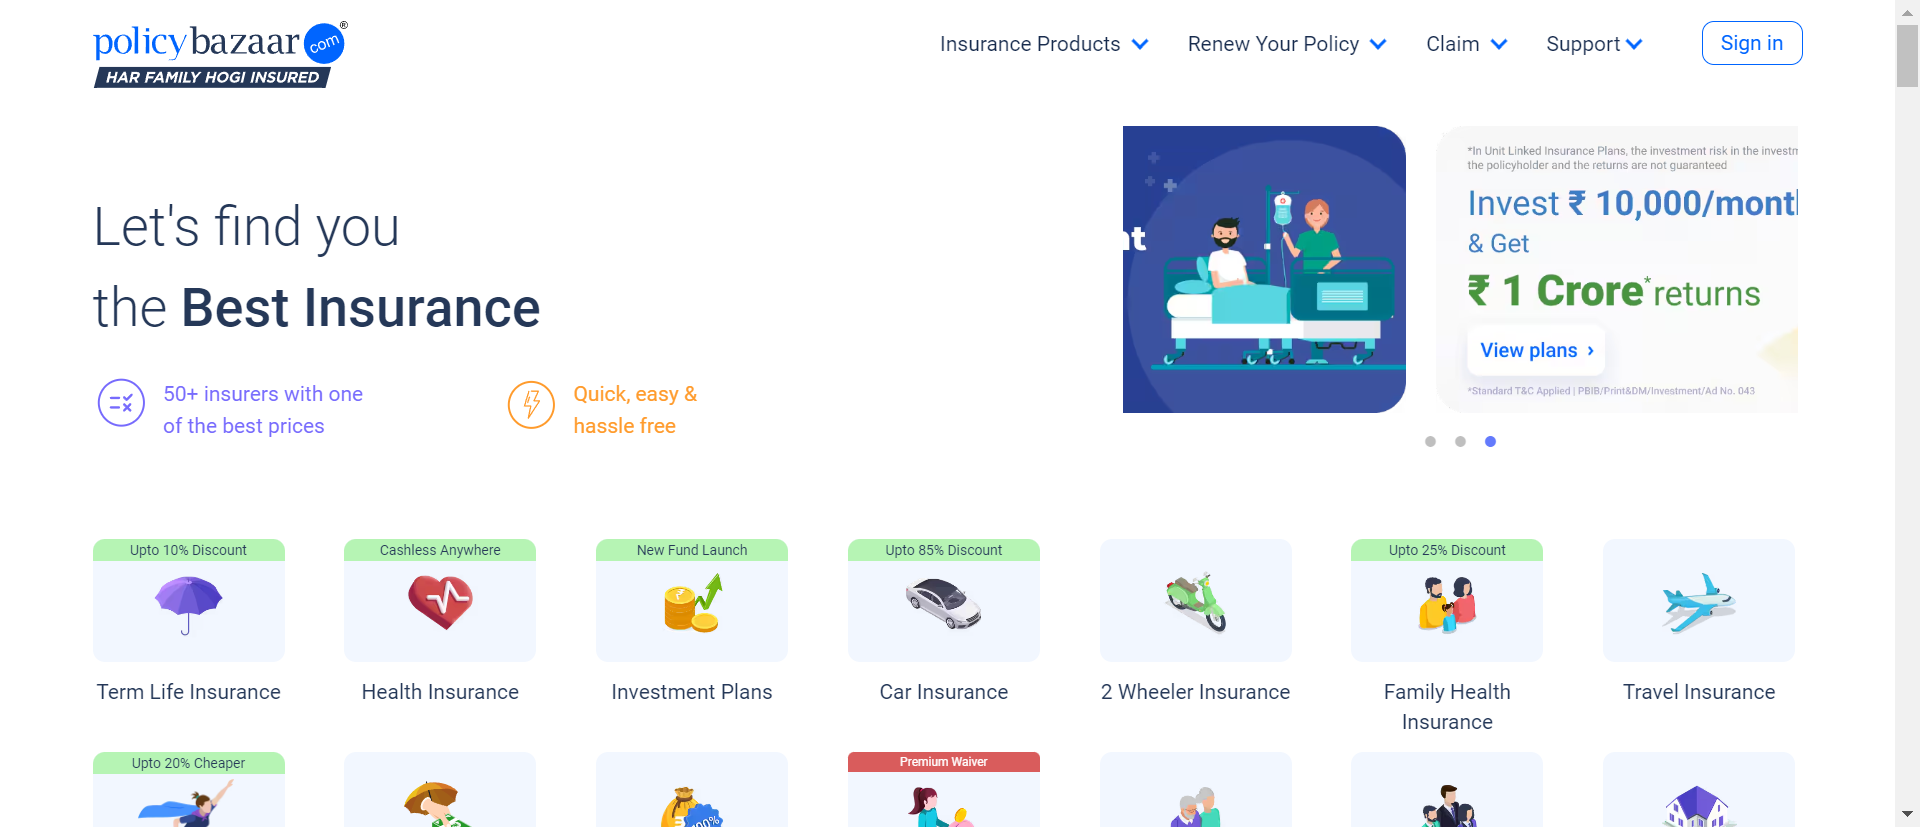 policybazaar com ®
HAR FAMILY HOGI INSURED
Insurance Products
Renew Your Policy
Claim
Support
Sign in
Let's find you
the Best Insurance
50+ insurers with one
of the best prices
Quick, easy &
hassle free
*In Unit Linked Insurance Plans, the investment risk in the
the policyholder and the returns are not guaranteed
Invest ₹ 10,000/month
& Get
₹ 1 Crore* returns
View plans ›
*Standard T&C Applied | PBIB/Print&DM/Investment/Ad No. 043
Upto 10% Discount
Cashless Anywhere
New Fund Launch
Upto 85% Discount
Upto 25% Discount
Term Life Insurance
Health Insurance
Investment Plans
Car Insurance
2 Wheeler Insurance
Family Health
Insurance
Travel Insurance
Upto 20% Cheaper
Premium Waiver
100%